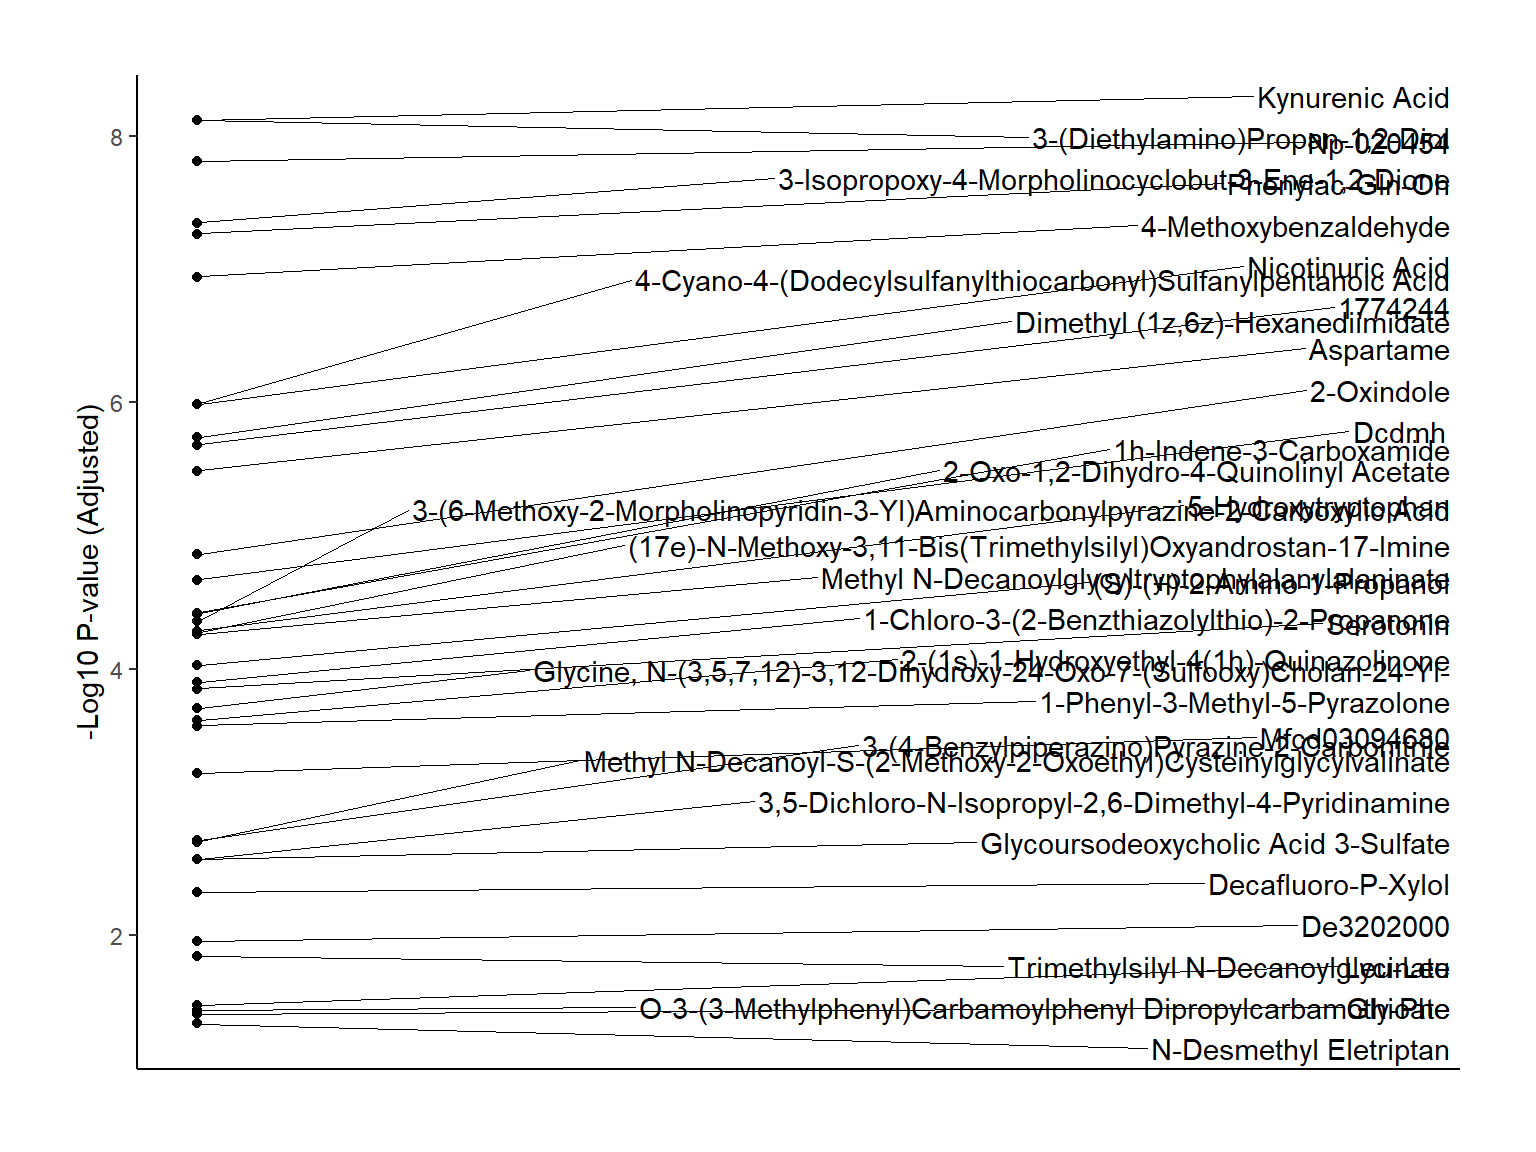 Kynurenic Acid
8
3-(Diethylamino)Propan-1,2-Diol
Np-020454
3-Isopropoxy-4-Morpholinocyclobut-3-Ene-1,2-Dione
Phenylac-Gln-Oh
4-Methoxybenzaldehyde
Nicotinuric Acid
4-Cyano-4-(Dodecylsulfanylthiocarbonyl)Sulfanylpentanoic Acid
1774244
Dimethyl (1z,6z)-Hexanediimidate
Aspartame
2-Oxindole
6
Dcdmh
1h-Indene-3-Carboxamide
2-Oxo-1,2-Dihydro-4-Quinolinyl Acetate
5-Hydroxytryptophan
3-(6-Methoxy-2-Morpholinopyridin-3-Yl)Aminocarbonylpyrazine-2-Carboxylic Acid
(17e)-N-Methoxy-3,11-Bis(Trimethylsilyl)Oxyandrostan-17-Imine
-Log10 P-value (Adjusted)
Methyl N-Decanoylglycyltryptophylalanylalaninate
(S)-(+)-2-Amino-1-Propanol
1-Chloro-3-(2-Benzthiazolylthio)-2-Propanone
Serotonin
2-(1s)-1-Hydroxyethyl-4(1h)-Quinazolinone
4
Glycine, N-(3,5,7,12)-3,12-Dihydroxy-24-Oxo-7-(Sulfooxy)Cholan-24-Yl-
1-Phenyl-3-Methyl-5-Pyrazolone
Mfcd03094680
3-(4-Benzylpiperazino)Pyrazine-2-Carbonitrile
Methyl N-Decanoyl-S-(2-Methoxy-2-Oxoethyl)Cysteinylglycylvalinate
3,5-Dichloro-N-Isopropyl-2,6-Dimethyl-4-Pyridinamine
Glycoursodeoxycholic Acid 3-Sulfate
Decafluoro-P-Xylol
2
De3202000
Trimethylsilyl N-Decanoylglycinate
Leu-Leu
O-3-(3-Methylphenyl)Carbamoylphenyl Dipropylcarbamothioate
Gly-Phe
N-Desmethyl Eletriptan